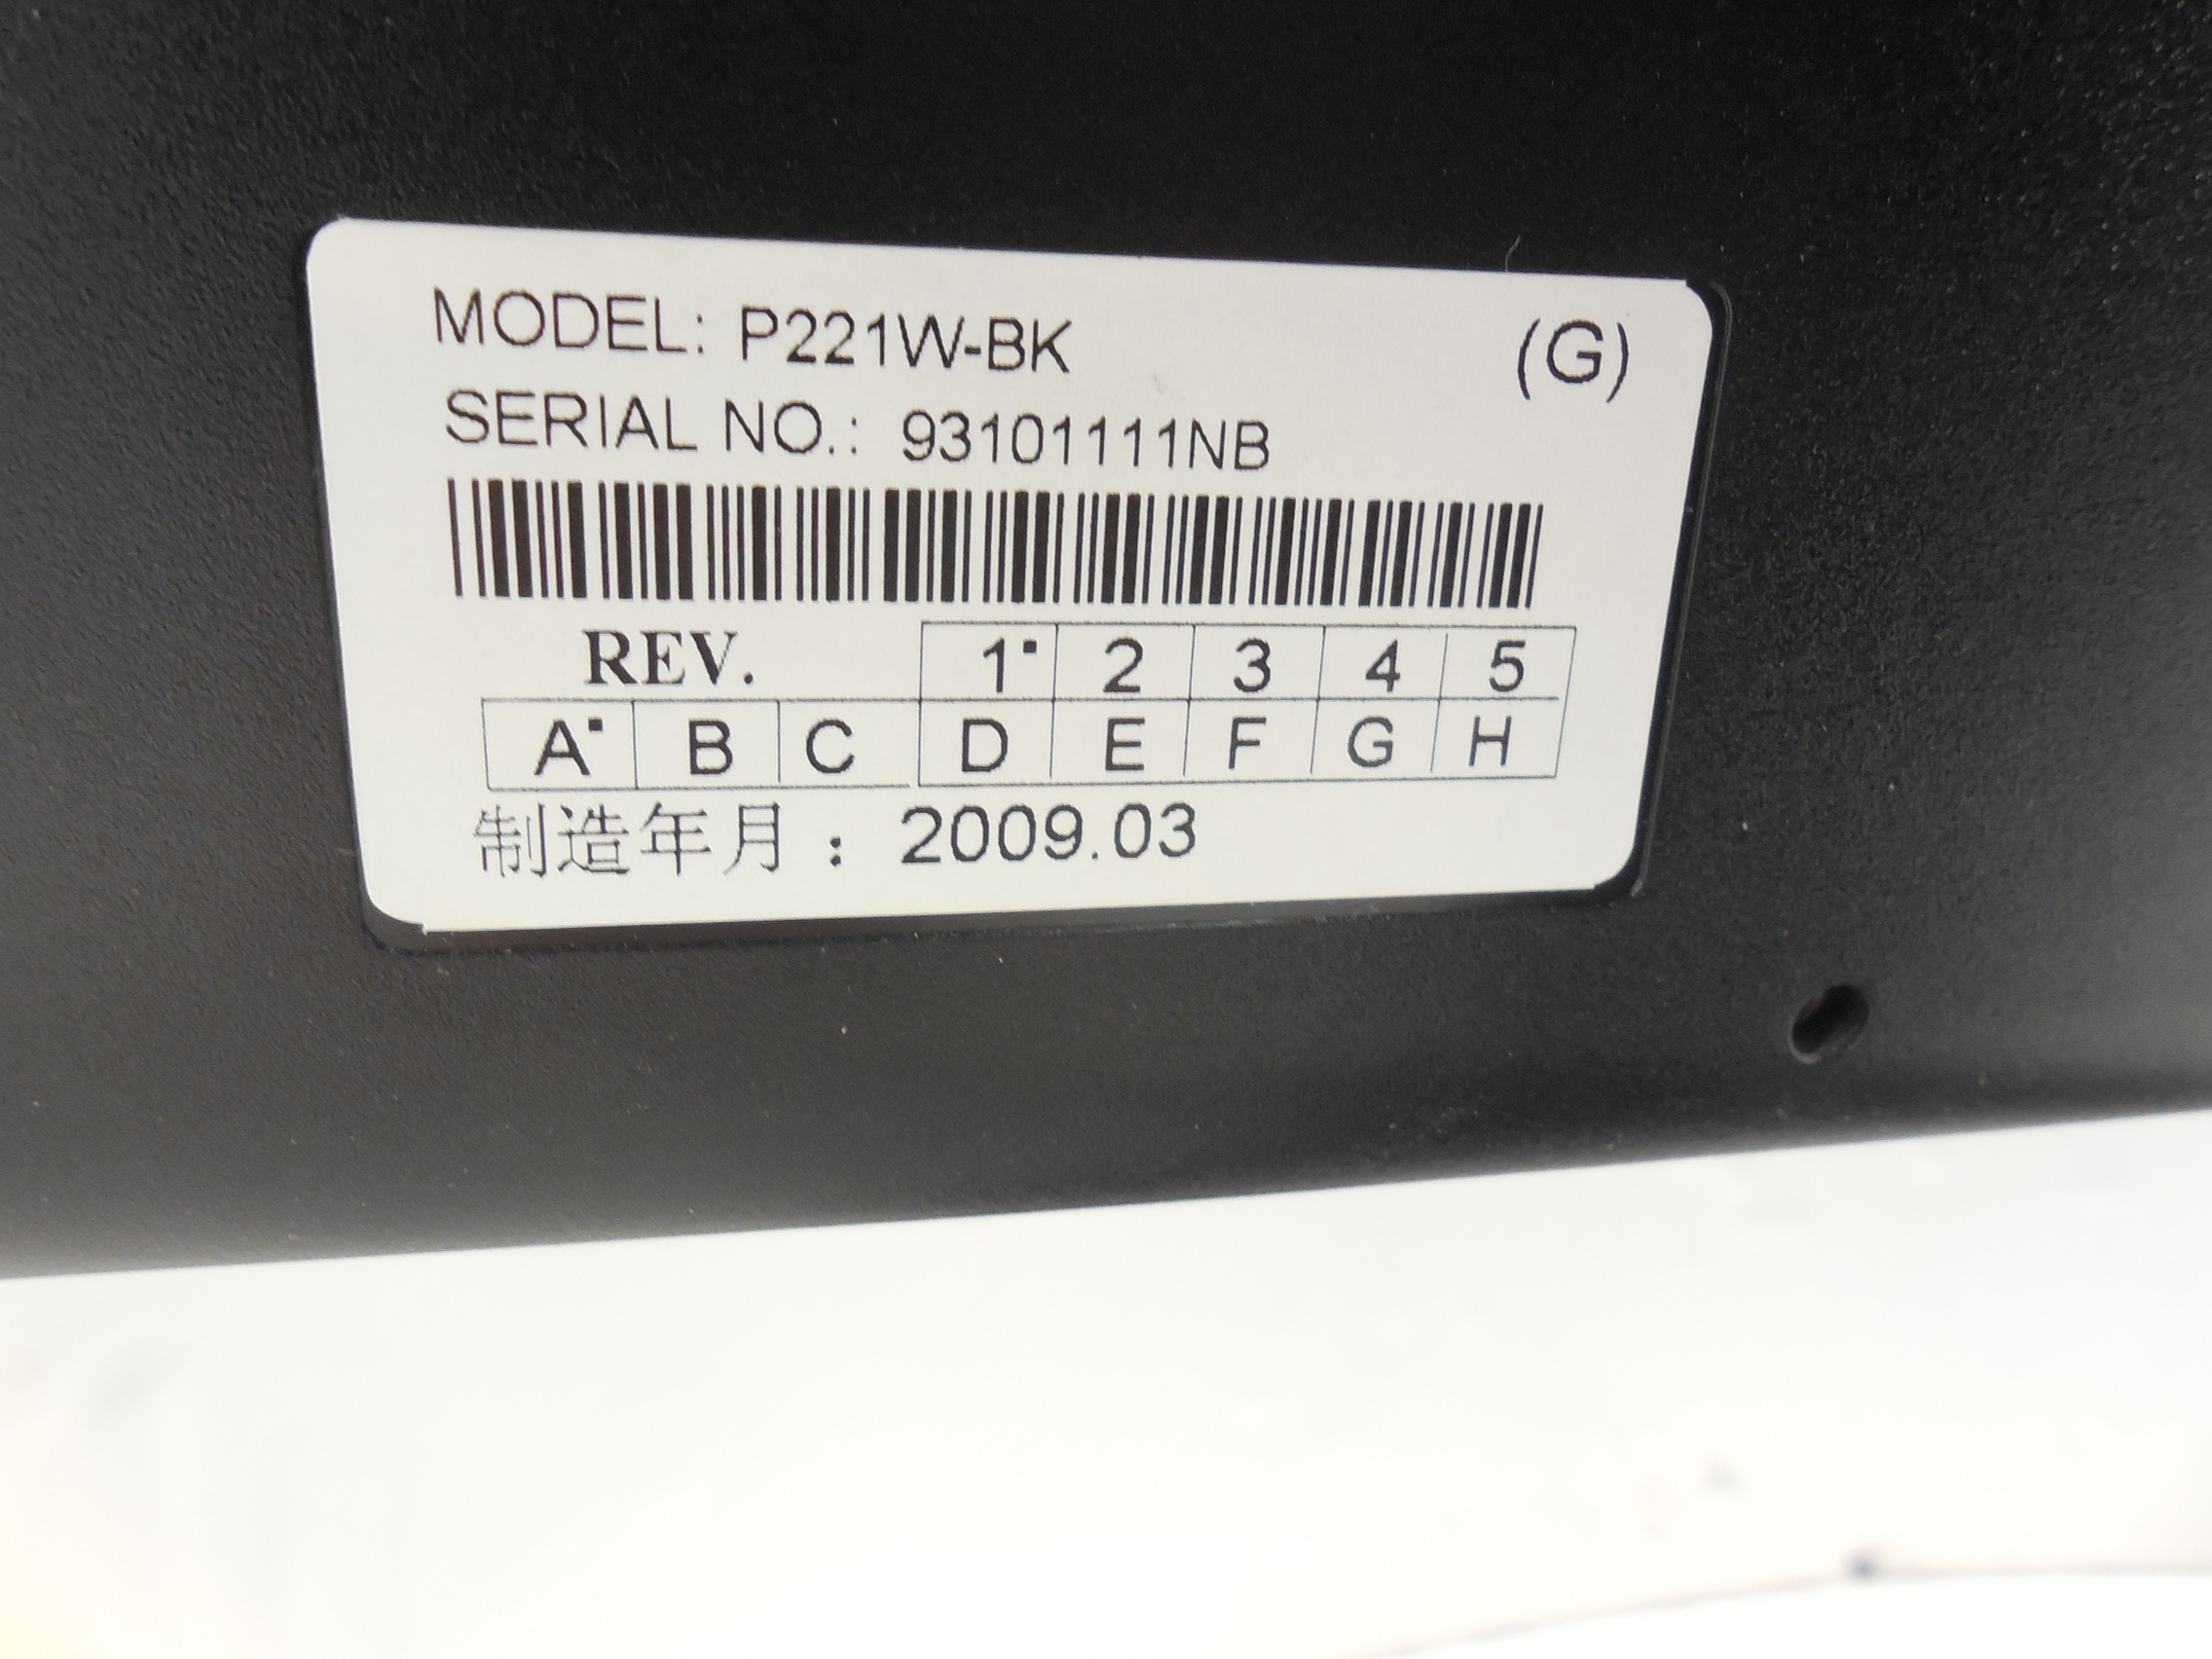 MODEL: P221W-BK (G)
SERIAL NO.: 93101111NB
REV. 1▪ 2 3 4 5
A▪ B C D E F G H
制造年月：2009.03